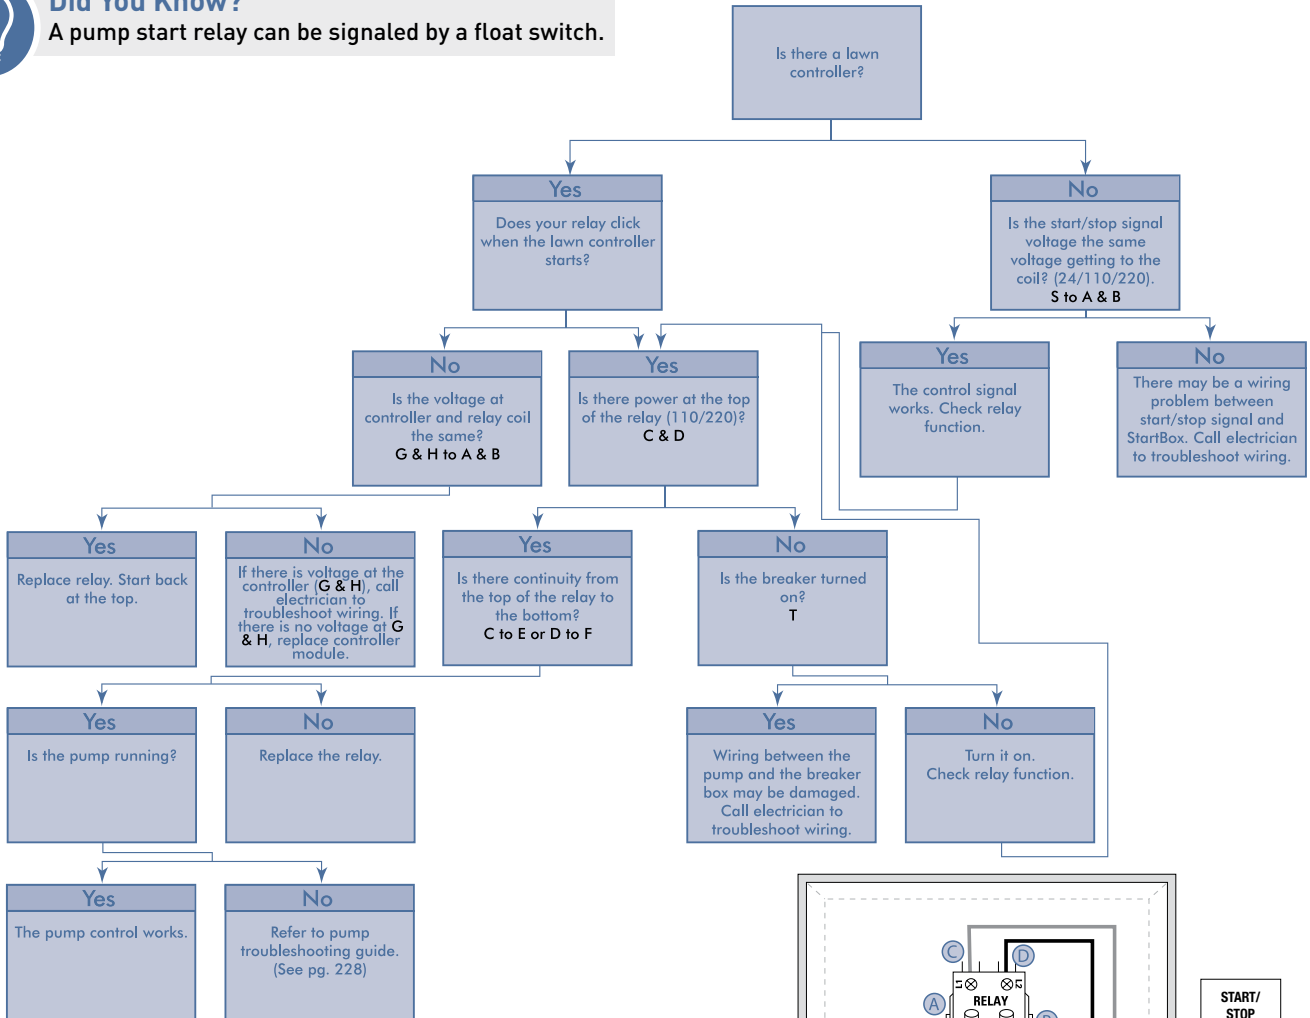 Did You Know?
A pump start relay can be signaled by a float switch.
Is there a lawn
controller?
Yes
Does your relay click
when the lawn controller
starts?
No
Is the start/stop signal
voltage the same
voltage getting to the
coil? (24/110/220).
S to A & B
No
Is the voltage at
controller and relay coil
the same?
G & H to A & B
Yes
Is there power at the top
of the relay (110/220)?
C & D
Yes
The control signal
works. Check relay
function.
No
There may be a wiring
problem between
start/stop signal and
StartBox. Call electrician
to troubleshoot wiring.
Yes
Replace relay. Start back
at the top.
No
If there is voltage at the
controller (G & H), call
electrician to
troubleshoot wiring. If
there is no voltage at G
& H, replace controller
module.
Yes
Is there continuity from
the top of the relay to
the bottom?
C to E or D to F
No
Is the breaker turned
on?
T
Yes
Is the pump running?
No
Replace the relay.
Yes
Wiring between the
pump and the breaker
box may be damaged.
Call electrician to
troubleshoot wiring.
No
Turn it on.
Check relay function.
Yes
The pump control works.
No
Refer to pump
troubleshooting guide.
(See pg. 228)
C
D
L1
L2
A
RELAY
START/
STOP